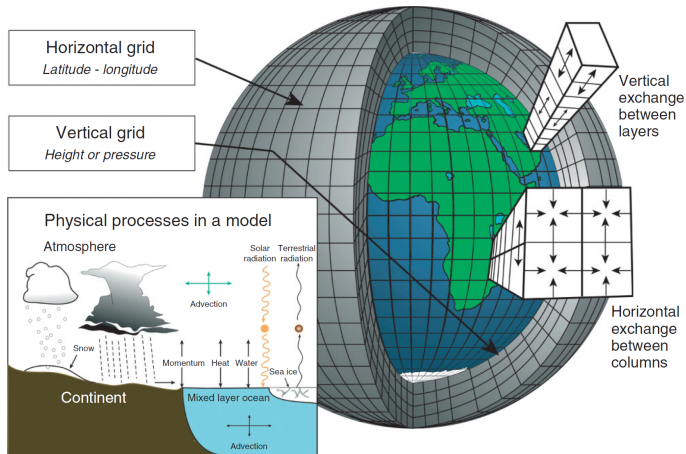 Horizontal grid
Latitude - longitude
Vertical grid
Height or pressure
Vertical
exchange
between
layers
Horizontal
exchange
between
columns
Physical processes in a model
Atmosphere
Solar
radiation
Terrestrial
radiation
Advection
Snow
Momentum
Heat
Water
Sea ice
Continent
Mixed layer ocean
Advection